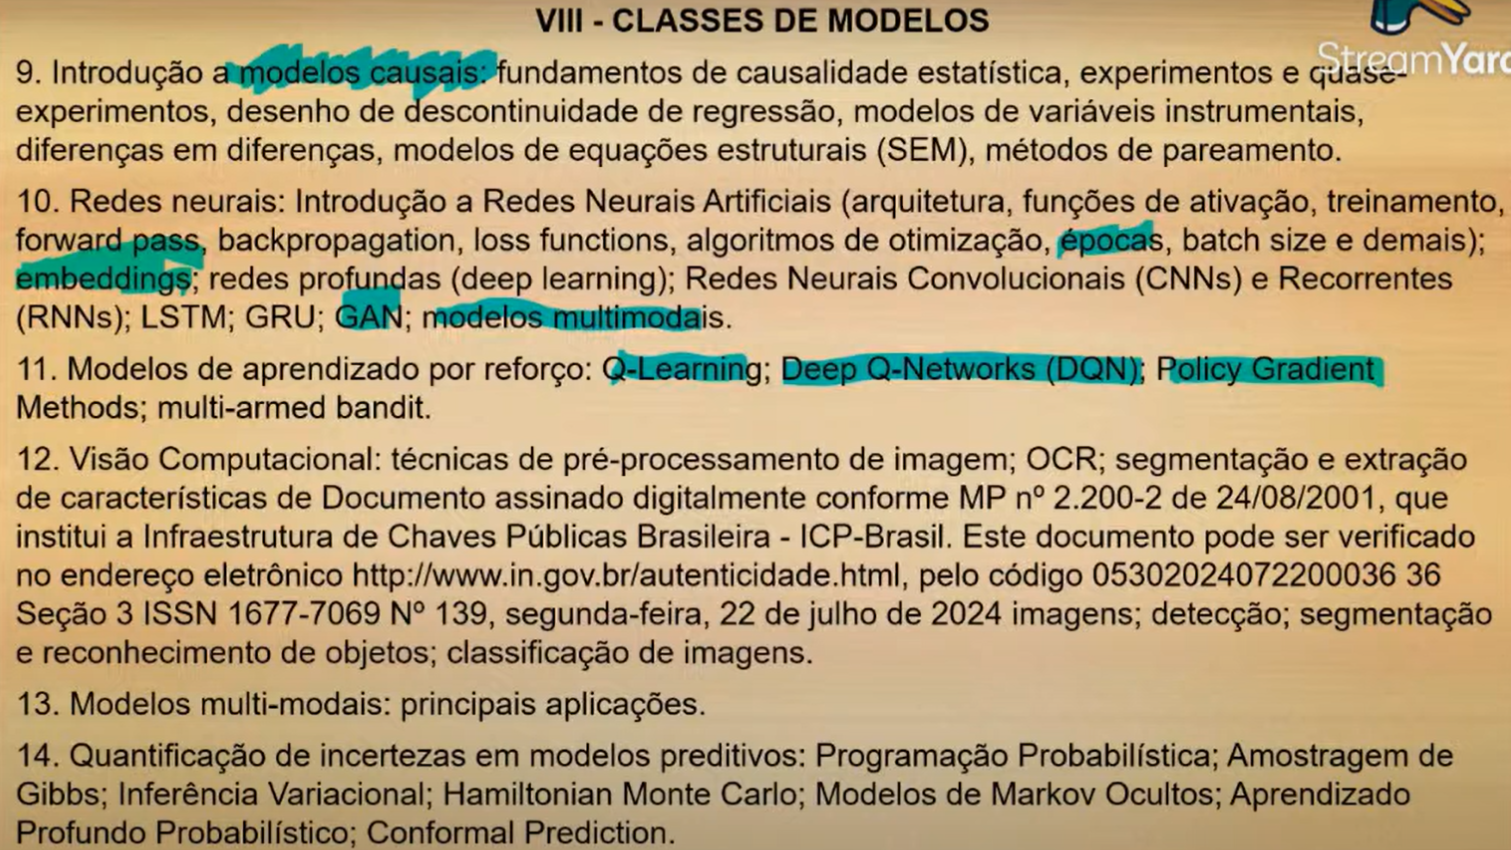 VIII - CLASSES DE MODELOS
StreamYard
9. Introdução a modelos causais: fundamentos de causalidade estatística, experimentos e quase-
experimentos, desenho de descontinuidade de regressão, modelos de variáveis instrumentais,
diferenças em diferenças, modelos de equações estruturais (SEM), métodos de pareamento.
10. Redes neurais: Introdução a Redes Neurais Artificiais (arquitetura, funções de ativação, treinamento,
forward pass, backpropagation, loss functions, algoritmos de otimização, épocas, batch size e demais);
embeddings; redes profundas (deep learning); Redes Neurais Convolucionais (CNNs) e Recorrentes
(RNNs); LSTM; GRU; GAN; modelos multimodais.
11. Modelos de aprendizado por reforço: Q-Learning; Deep Q-Networks (DQN); Policy Gradient
Methods; multi-armed bandit.
12. Visão Computacional: técnicas de pré-processamento de imagem; OCR; segmentação e extração
de características de Documento assinado digitalmente conforme MP nº 2.200-2 de 24/08/2001, que
institui a Infraestrutura de Chaves Públicas Brasileira - ICP-Brasil. Este documento pode ser verificado
no endereço eletrônico http://www.in.gov.br/autenticidade.html, pelo código 05302024072200036 36
Seção 3 ISSN 1677-7069 Nº 139, segunda-feira, 22 de julho de 2024 imagens; detecção; segmentação
e reconhecimento de objetos; classificação de imagens.
13. Modelos multi-modais: principais aplicações.
14. Quantificação de incertezas em modelos preditivos: Programação Probabilística; Amostragem de
Gibbs; Inferência Variacional; Hamiltonian Monte Carlo; Modelos de Markov Ocultos; Aprendizado
Profundo Probabilístico; Conformal Prediction.